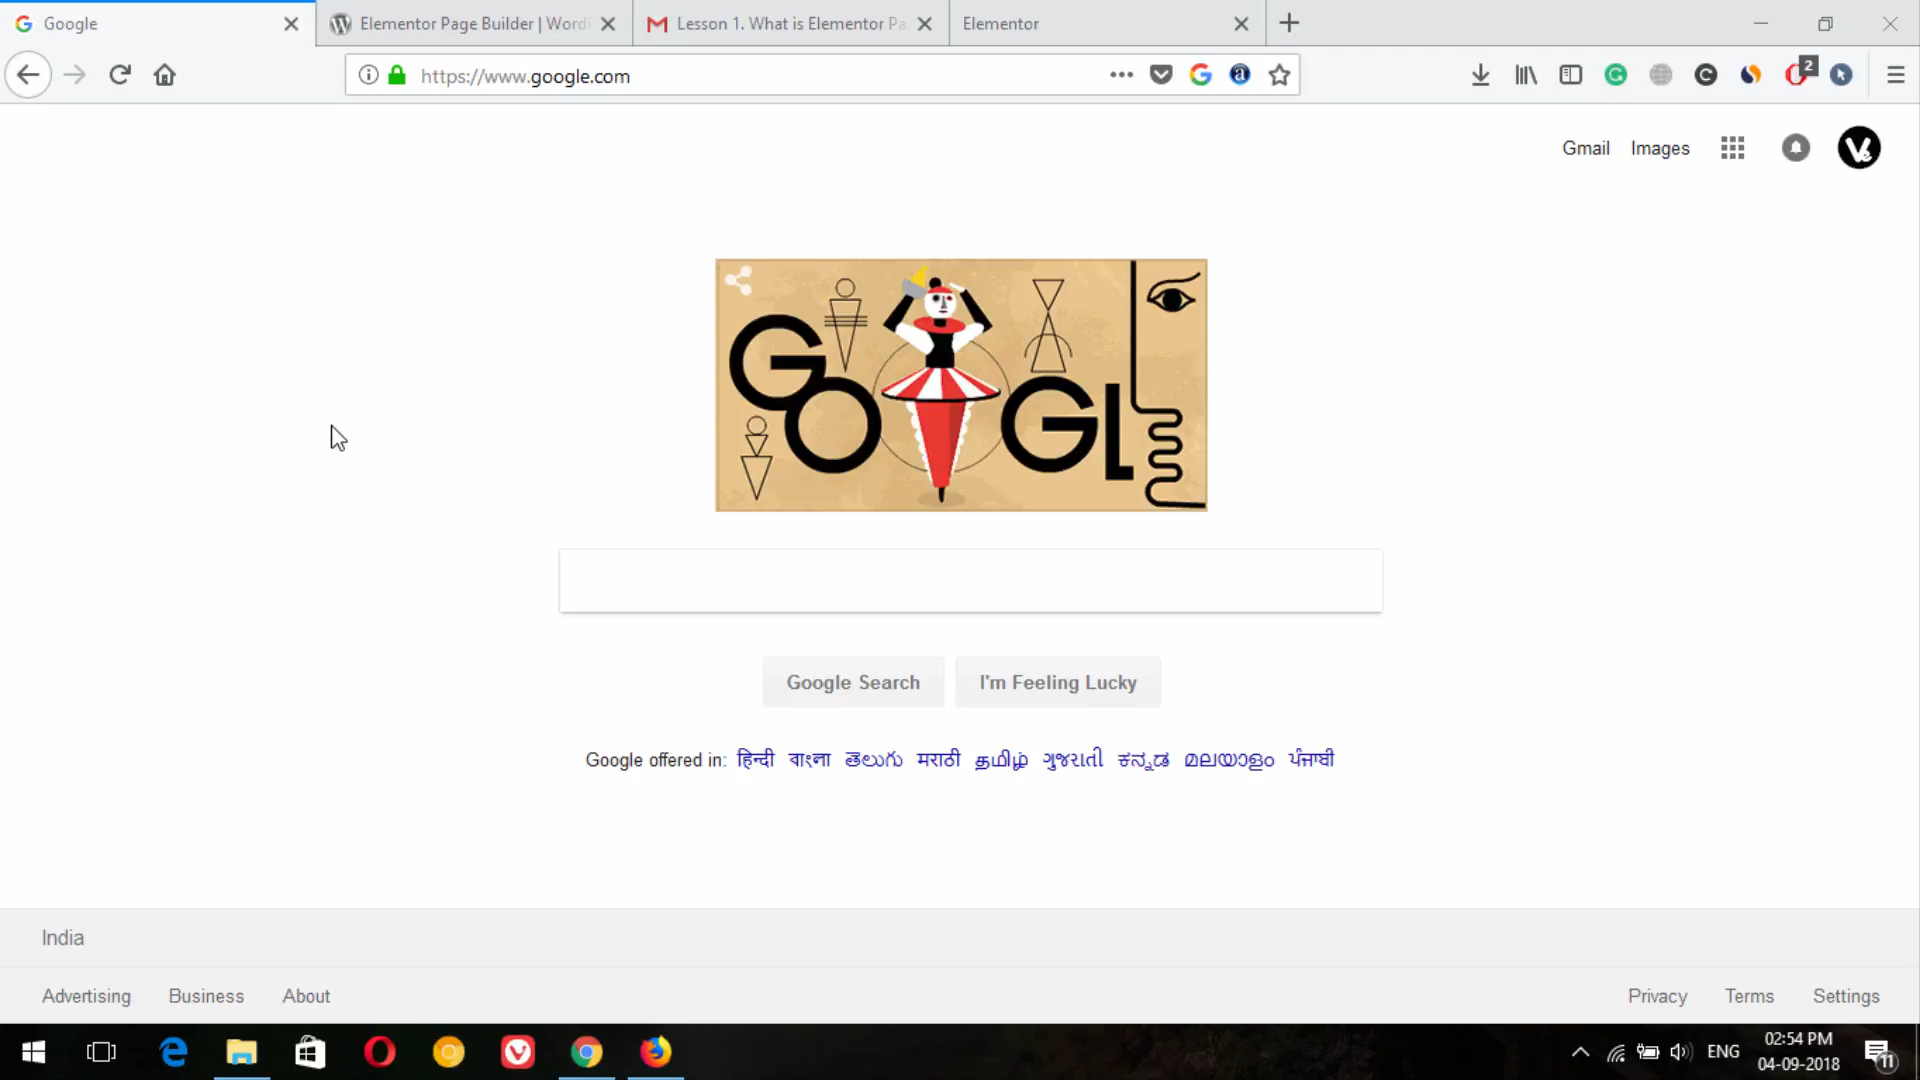 Google
Elementor Page Builder | Word
Lesson 1. What is Elementor Pa
Elementor
https://www.google.com
2
Gmail Images
GOOGLE
Google Search
I'm Feeling Lucky
Google offered in: हिन्दी বাংলা తెలుగు मराठी தமிழ் ગુજરાતી ಕನ್ನಡ മലയാളം ਪੰਜਾਬੀ
India
Advertising Business About
Privacy Terms Settings
ENG
02:54 PM
04-09-2018
11